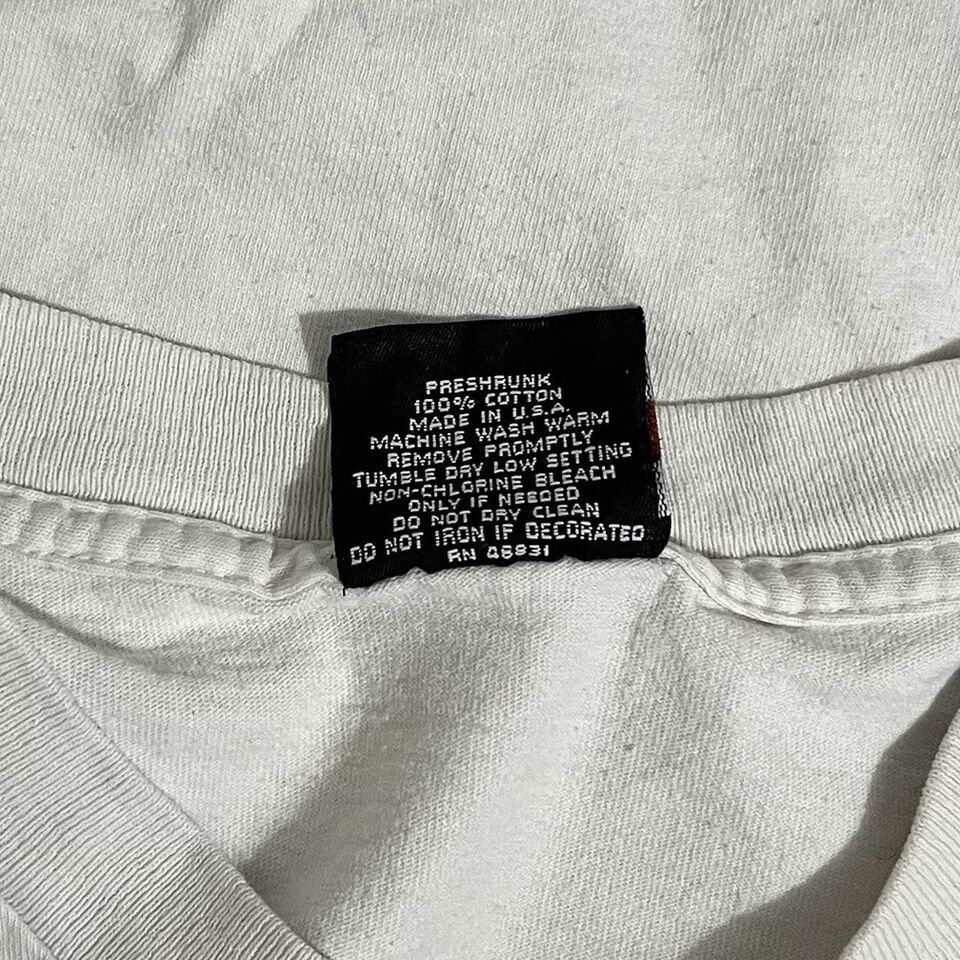 PRESHRUNK
100% COTTON
MADE IN U.S.A.
MACHINE WASH WARM
REMOVE PROMPTLY
TUMBLE DRY LOW SETTING
NON-CHLORINE BLEACH
ONLY IF NEEDED
DO NOT DRY CLEAN
DO NOT IRON IF DECORATED
RN 46931